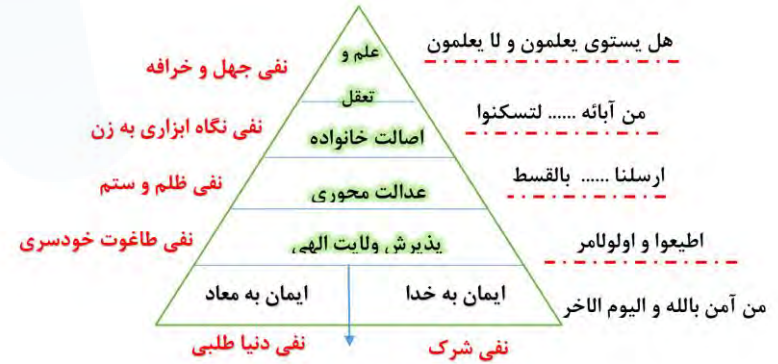 علم و
هل یستوی یعلمون و لا یعلمون
نفی جهل و خرافه
تعقل
من آبائه ...... لتسکنوا
اصالت خانواده
نفی نگاه ابزاری به زن
ارسلنا ...... بالقسط
عدالت محوری
نفی ظلم و ستم
اطیعوا و اولولامر
پذیرش ولایت الهی
نفی طاغوت خودسری
من آمن بالله و الیوم الاخر
ایمان به خدا
ایمان به معاد
نفی شرک
نفی دنیا طلبی